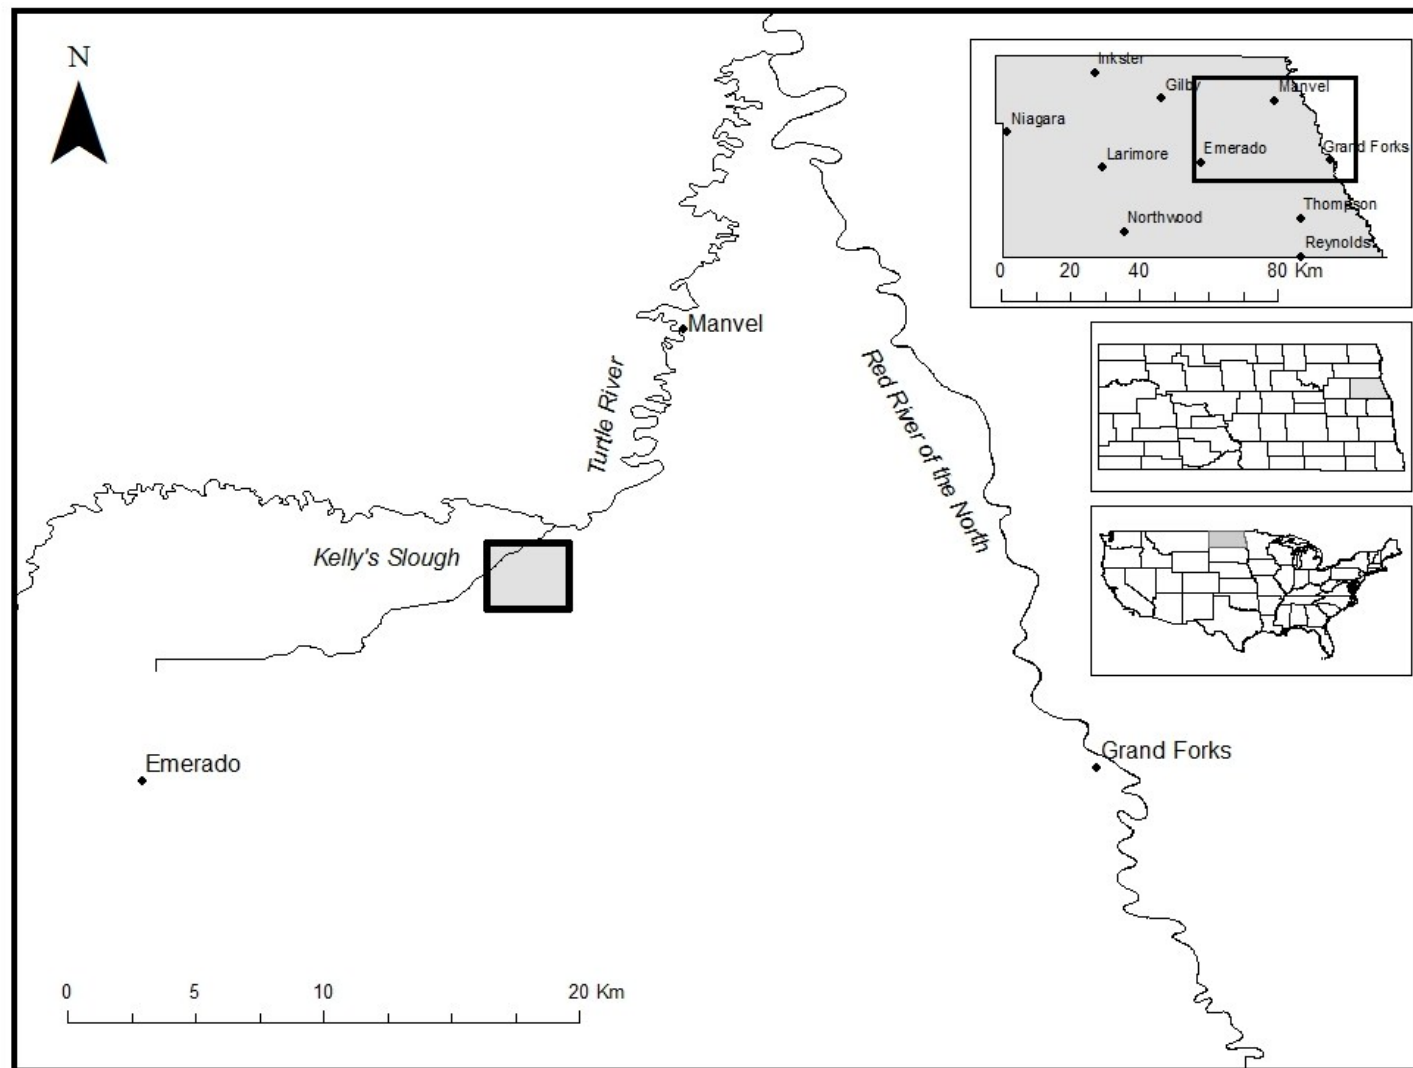 N
Inkster
Gilby
Manvel
Niagara
Larimore
Emerado
Grand Forks
Northwood
Thompson
Reynolds
0 20 40 80 Km
Manvel
Turtle River
Red River of the North
Kelly's Slough
Emerado
Grand Forks
0 5 10 20 Km